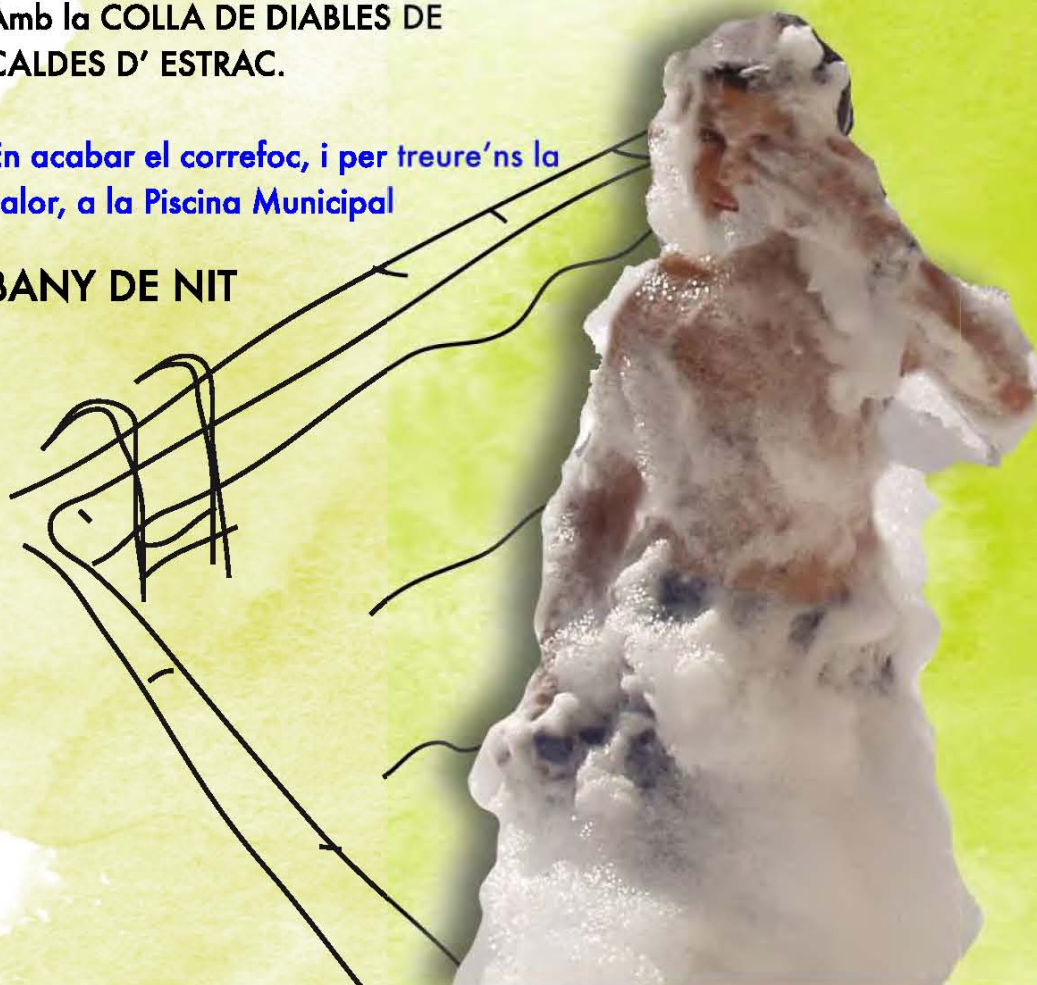 Amb la COLLA DE DIABLES DE
CALDES D' ESTRAC.
En acabar el correfoc, i per treure'ns la
calor, a la Piscina Municipal
BANY DE NIT